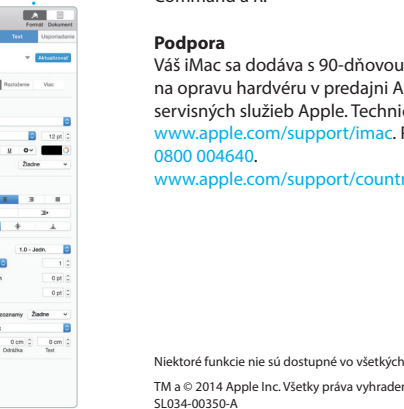 Formát Dokument
Text Usporiadanie
Aktualizovať
Rozloženie Viac
12 pt
U
Žiadne
1.0 - Jedn.
1
0 pt
0 pt
zoznamy Žiadne
0 cm 0 cm
Odrážka Text
Podpora
Váš iMac sa dodáva s 90-dňovou
na opravu hardvéru v predajni A
servisných služieb Apple. Techni
www.apple.com/support/imac.
0800 004640.
www.apple.com/support/count
Niektoré funkcie nie sú dostupné vo všetkých
TM a © 2014 Apple Inc. Všetky práva vyhraden
SL034-00350-A